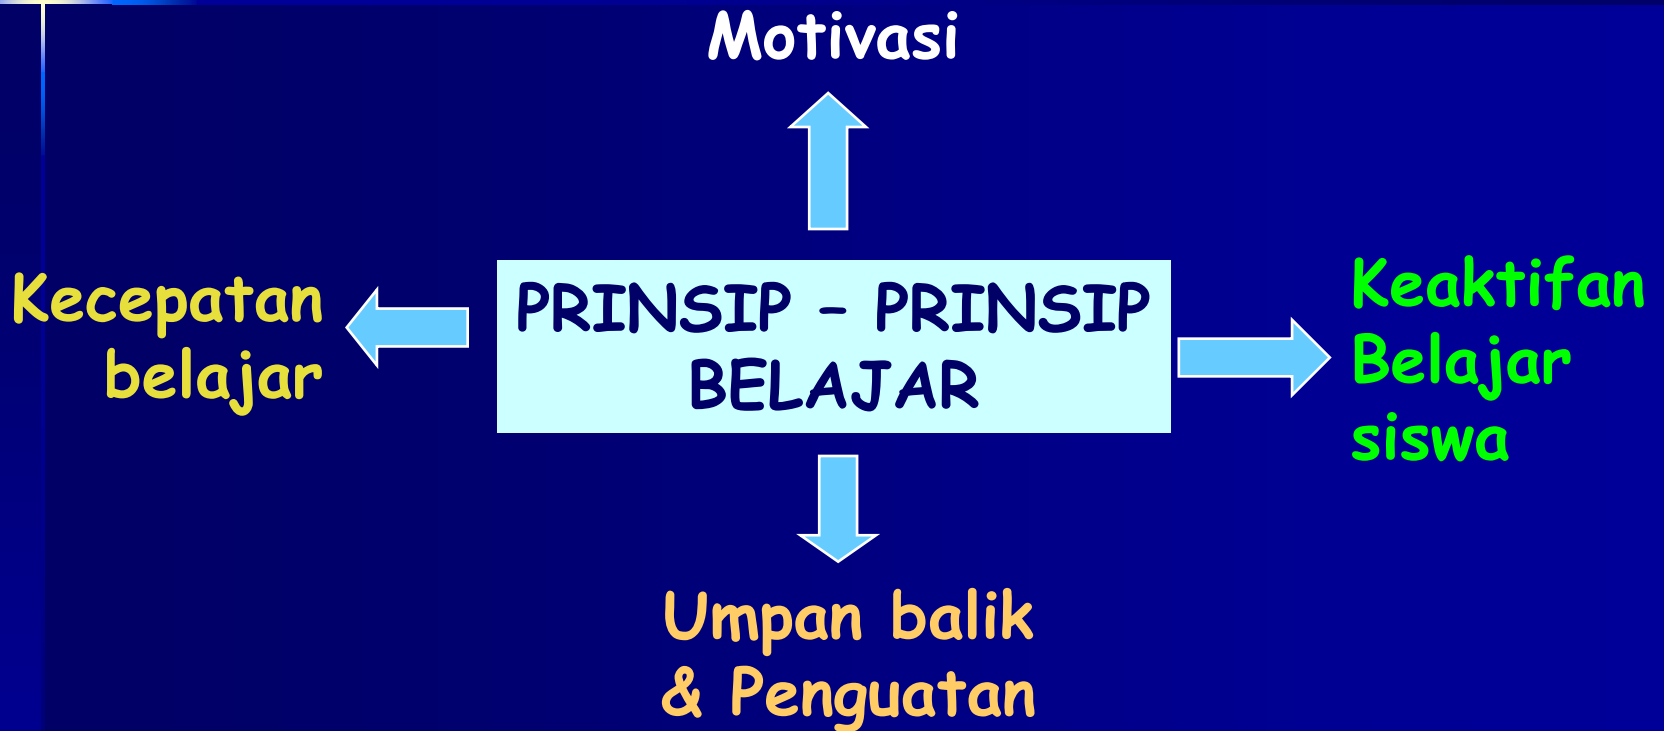 Motivasi
Kecepatan
belajar
PRINSIP - PRINSIP
BELAJAR
Keaktifan
Belajar
siswa
Umpan balik
& Penguatan